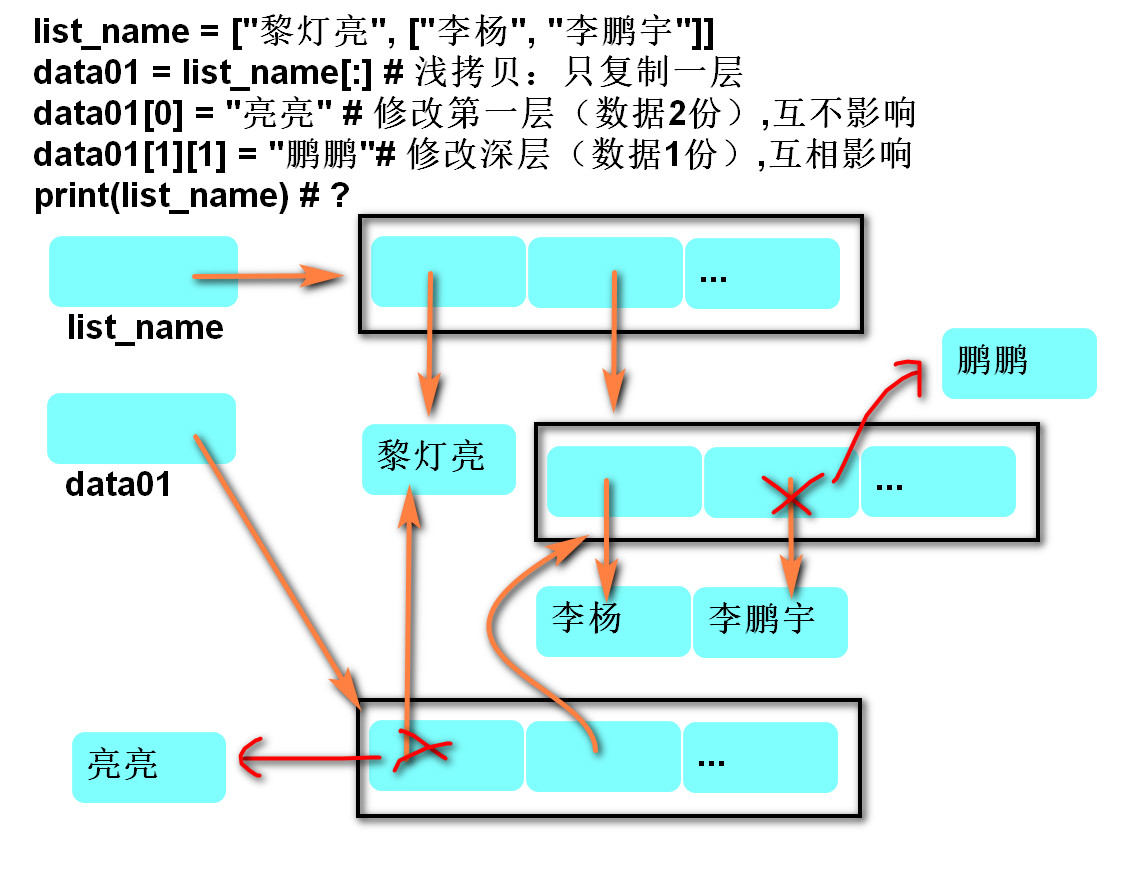 list_name = ["黎灯亮", ["李杨", "李鹏宇"]]
data01 = list_name[:] # 浅拷贝：只复制一层
data01[0] = "亮亮" # 修改第一层（数据2份）,互不影响
data01[1][1] = "鹏鹏"# 修改深层（数据1份）,互相影响
print(list_name) # ?
...
list_name
鹏鹏
黎灯亮
data01
...
李杨
李鹏宇
亮亮
...